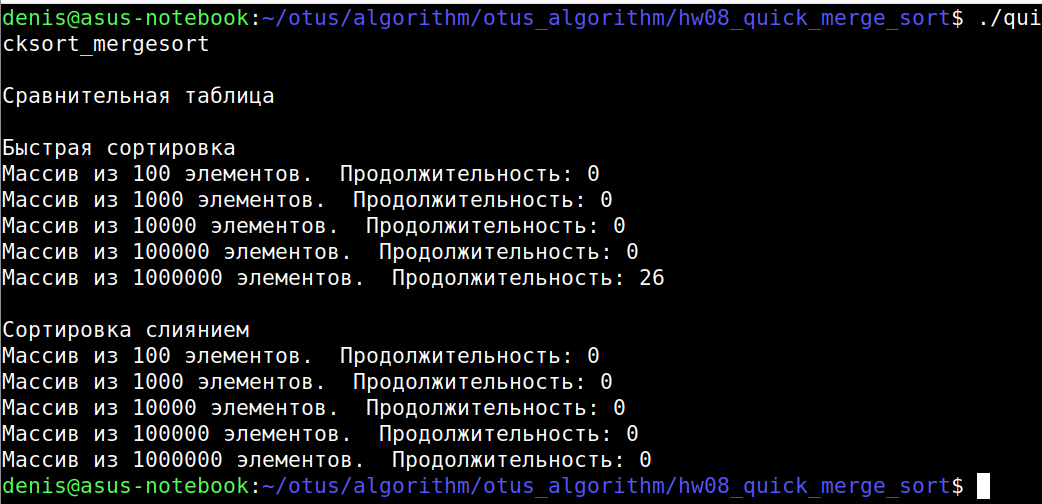 denis@asus-notebook:~/otus/algorithm/otus_algorithm/hw08_quick_merge_sort$ ./qui
cksort_mergesort
Сравнительная таблица
Быстрая сортировка
Массив из 100 элементов.  Продолжительность: 0
Массив из 1000 элементов.  Продолжительность: 0
Массив из 10000 элементов.  Продолжительность: 0
Массив из 100000 элементов.  Продолжительность: 0
Массив из 1000000 элементов.  Продолжительность: 26
Сортировка слиянием
Массив из 100 элементов.  Продолжительность: 0
Массив из 1000 элементов.  Продолжительность: 0
Массив из 10000 элементов.  Продолжительность: 0
Массив из 100000 элементов.  Продолжительность: 0
Массив из 1000000 элементов.  Продолжительность: 0
denis@asus-notebook:~/otus/algorithm/otus_algorithm/hw08_quick_merge_sort$